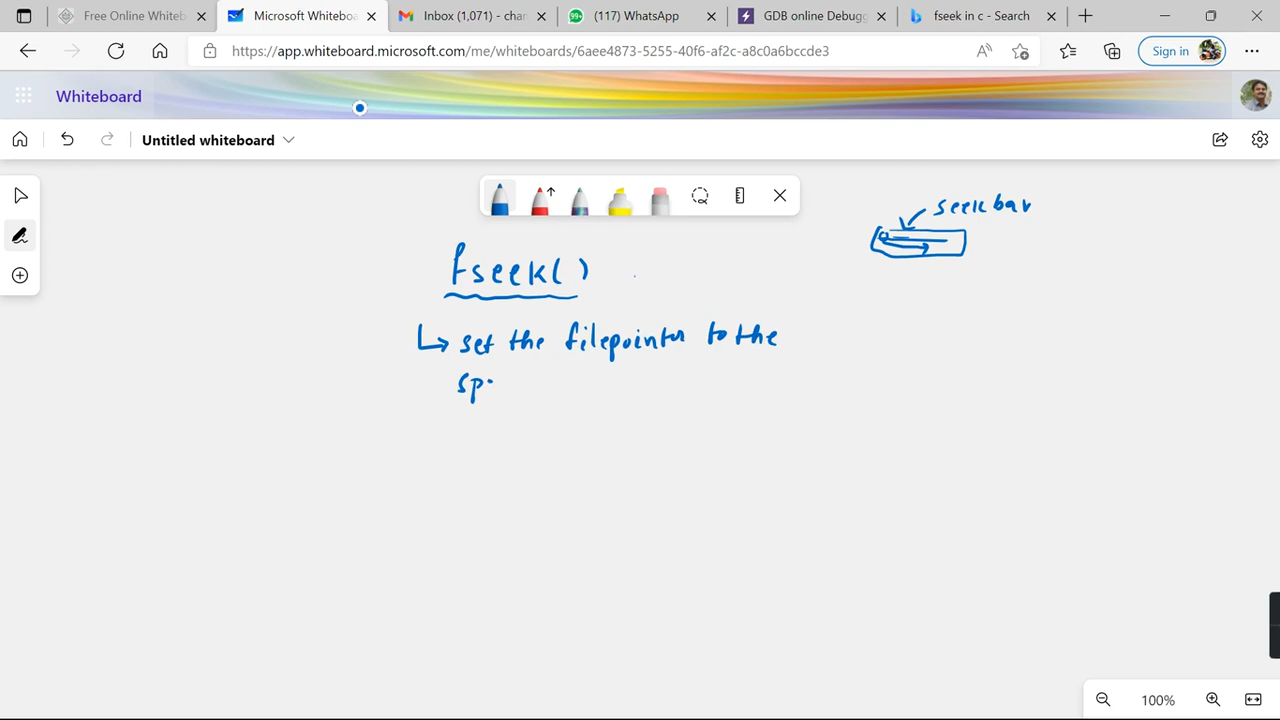 Free Online Whiteb
Microsoft Whiteboa
Inbox (1,071) - chan
99+
(117) WhatsApp
GDB online Debugg
fseek in c - Search
https://app.whiteboard.microsoft.com/me/whiteboards/6aee4873-5255-40f6-af2c-a8c0a6bccde3
Sign in
Whiteboard
Untitled whiteboard
seek bar
fseek()
set the filepointer to the
sp
100%